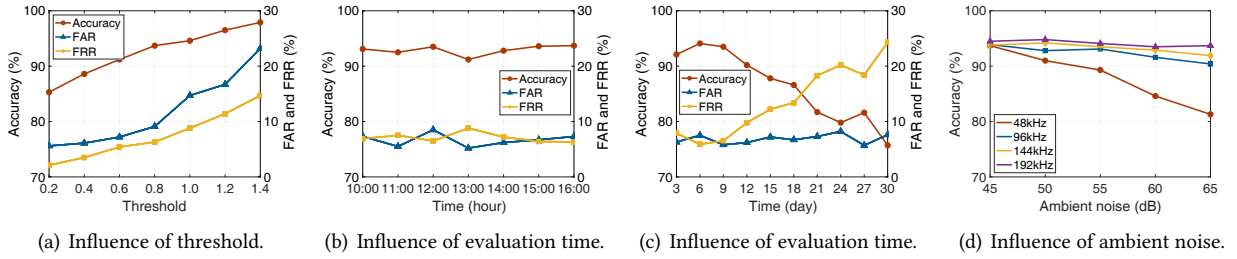 100
90
80
70
Accuracy (%)
Accuracy
FAR
FRR
30
20
10
0
FAR and FRR (%)
0.2 0.4 0.6 0.8 1.0 1.2 1.4
Threshold
(a) Influence of threshold.
100
90
80
70
Accuracy (%)
Accuracy
FAR
FRR
30
20
10
0
FAR and FRR (%)
10:00 11:00 12:00 13:00 14:00 15:00 16:00
Time (hour)
(b) Influence of evaluation time.
100
90
80
70
Accuracy (%)
Accuracy
FAR
FRR
30
20
10
0
FAR and FRR (%)
3 6 9 12 15 18 21 24 27 30
Time (day)
(c) Influence of evaluation time.
100
90
80
70
Accuracy (%)
48kHz
96kHz
144kHz
192kHz
45 50 55 60 65
Ambient noise (dB)
(d) Influence of ambient noise.